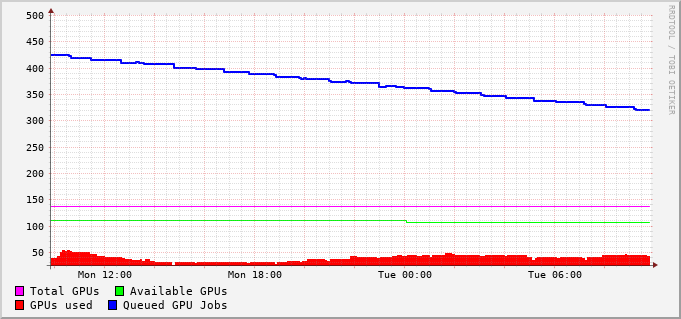 500
450
400
350
300
250
200
150
100
50
Mon 12:00 Mon 18:00 Tue 00:00 Tue 06:00
Total GPUs Available GPUs
GPUs used Queued GPU Jobs
RRDTOOL / TOBI OETIKER